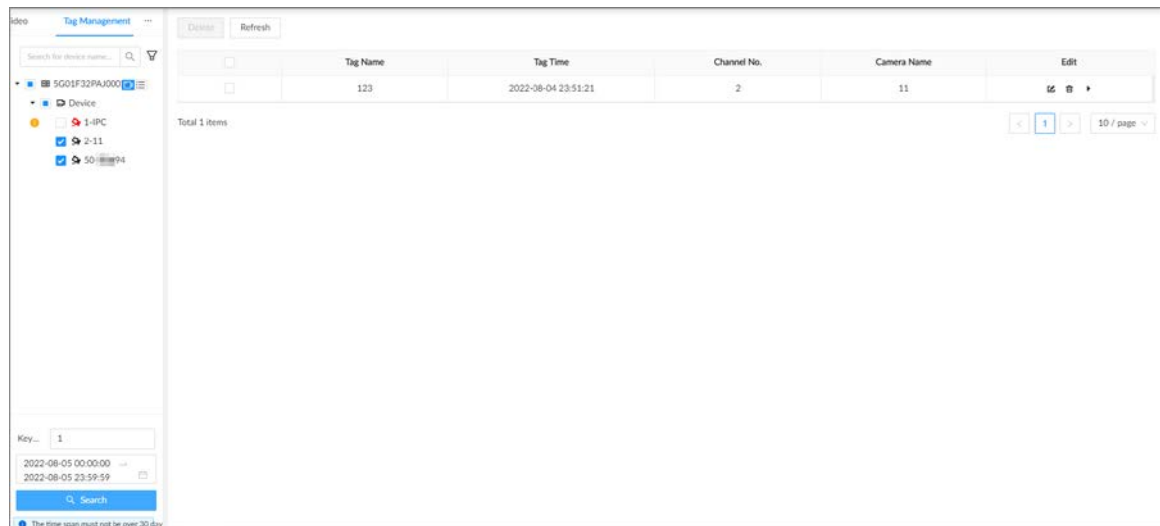 ideo Tag Management ...
Delete Refresh
Search for device name...
Tag Name Tag Time Channel No. Camera Name Edit
5G01F32PAJ000
123 2022-08-04 23:51:21 2 11
Device
1-IPC
Total 1 items
< 1 > 10 / page
2-11
50 94
Key... 1
2022-08-05 00:00:00 →
2022-08-05 23:59:59
Search
The time span must not be over 30 day